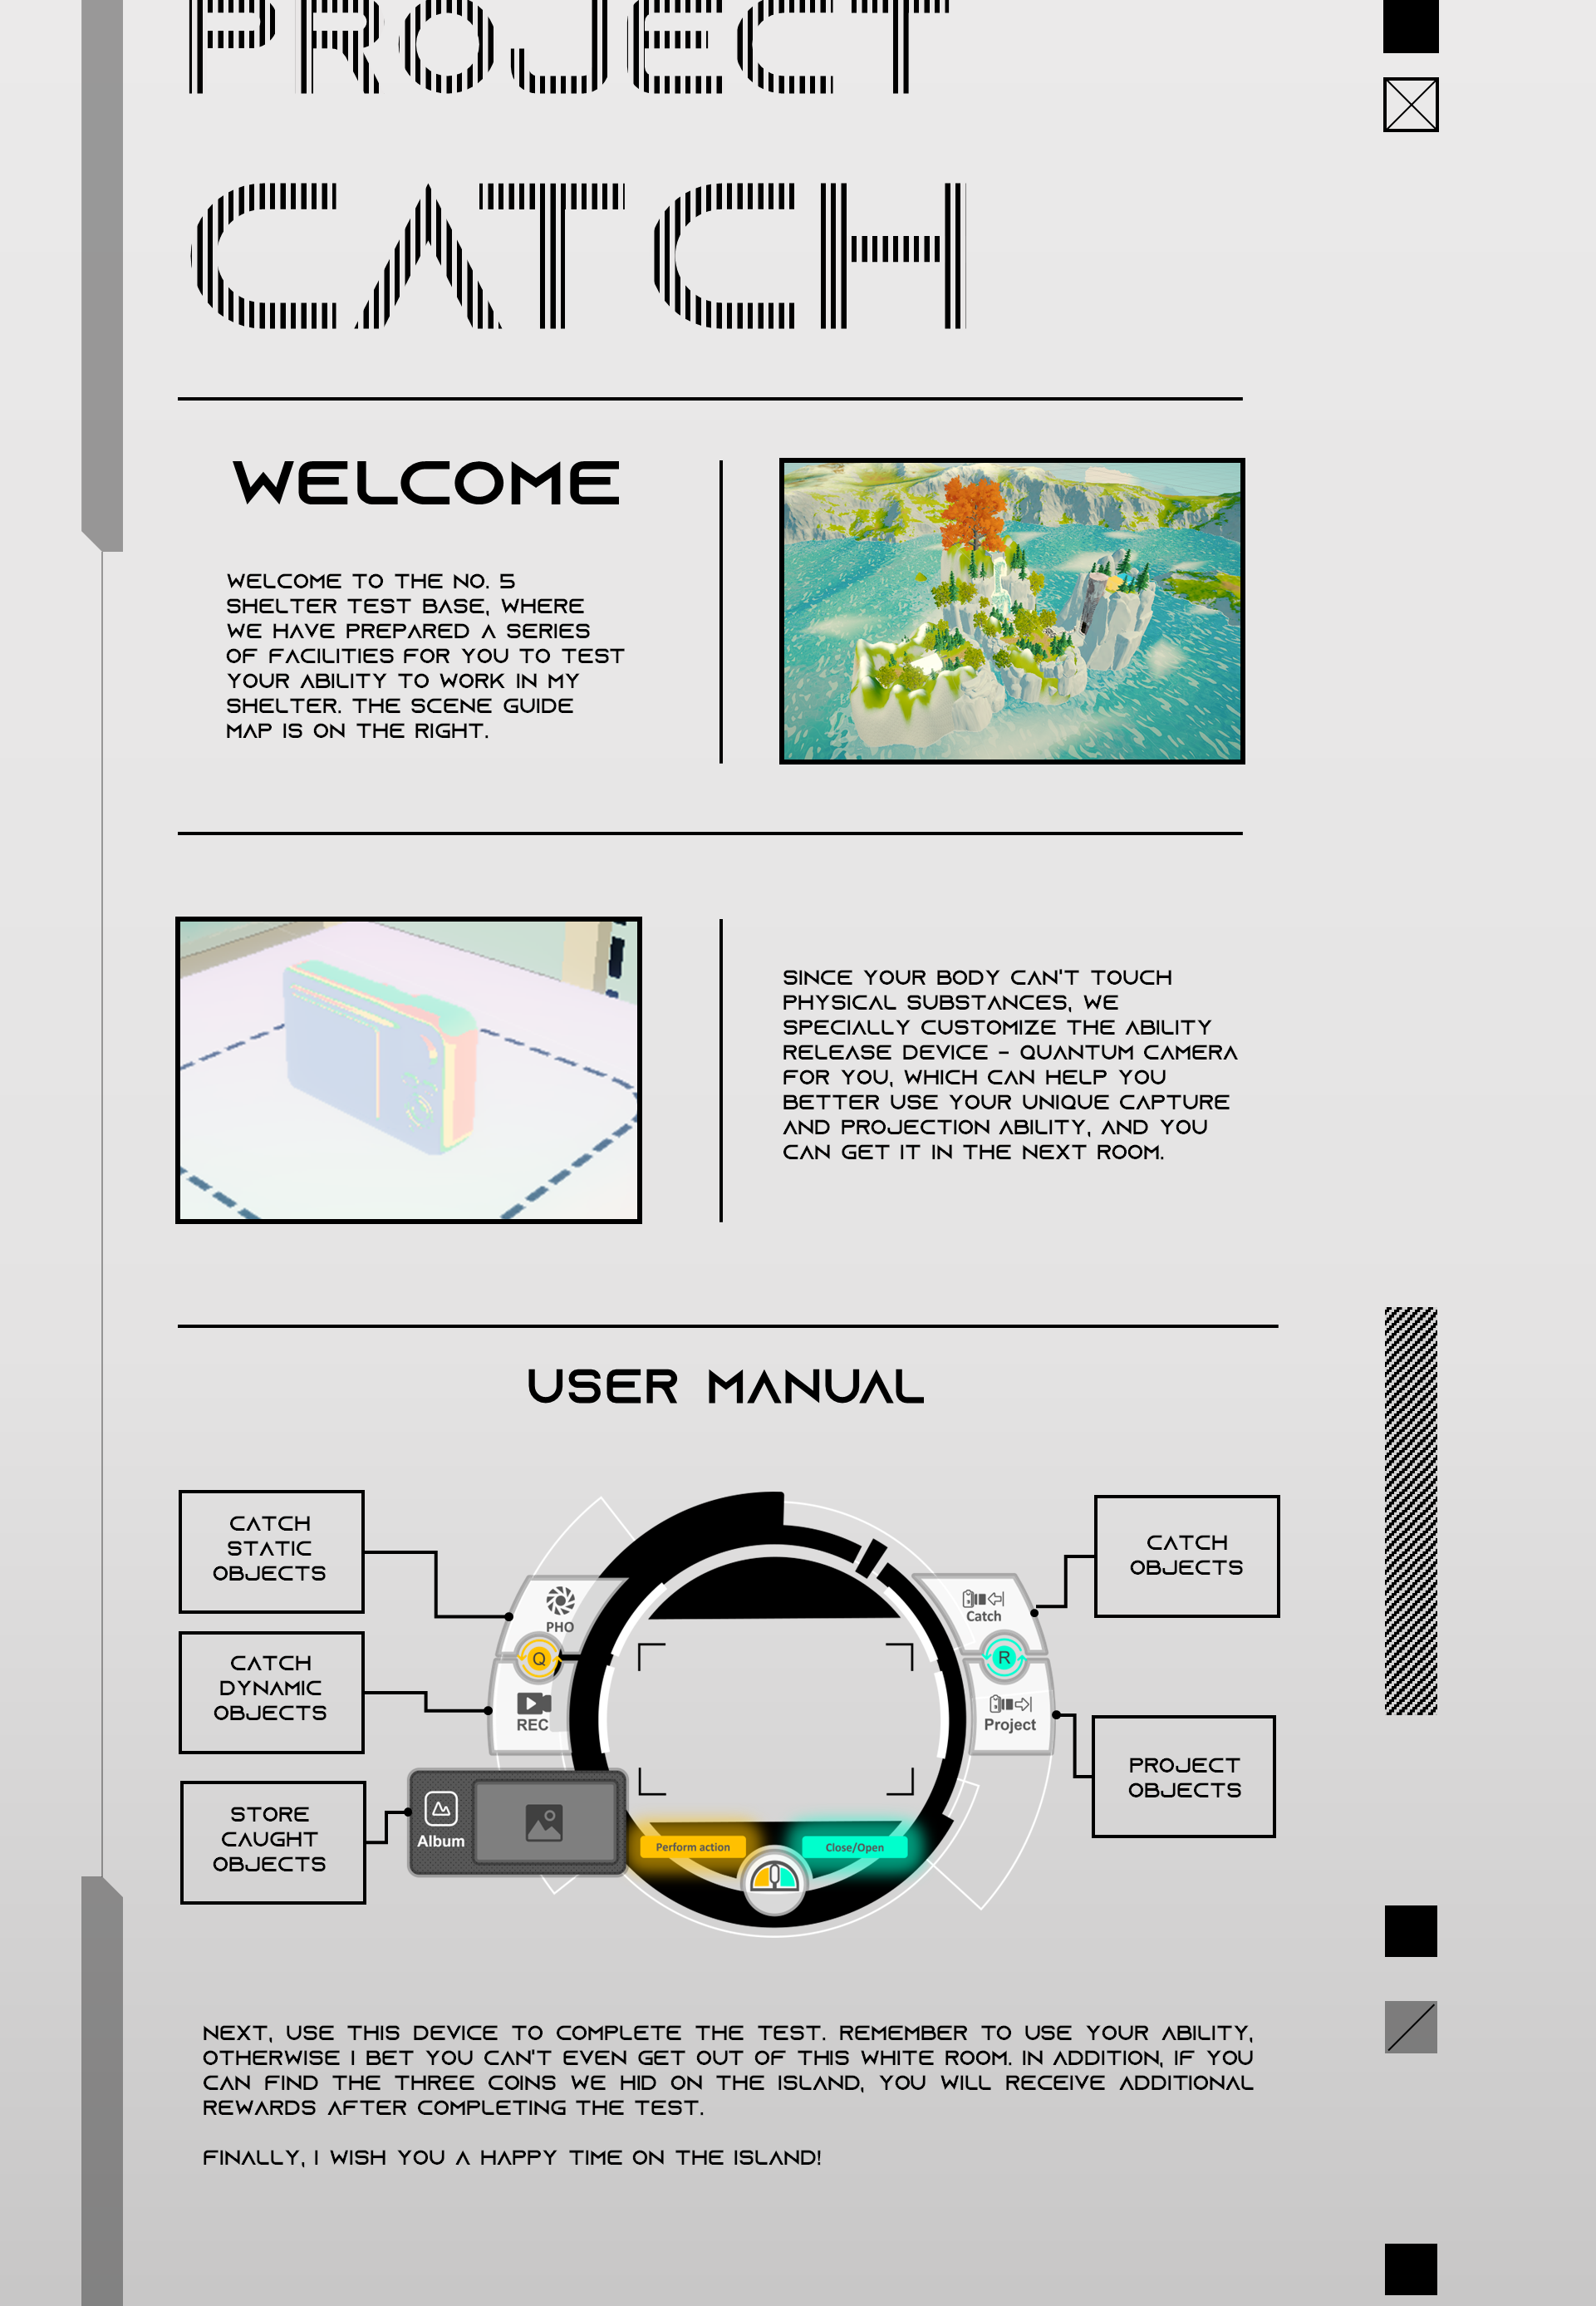 PROJECT
CATCH
WELCOME
WELCOME TO THE NO. 5
SHELTER TEST BASE, WHERE
WE HAVE PREPARED A SERIES
OF FACILITIES FOR YOU TO TEST
YOUR ABILITY TO WORK IN MY
SHELTER. THE SCENE GUIDE
MAP IS ON THE RIGHT.
SINCE YOUR BODY CAN'T TOUCH
PHYSICAL SUBSTANCES, WE
SPECIALLY CUSTOMIZE THE ABILITY
RELEASE DEVICE - QUANTUM CAMERA
FOR YOU, WHICH CAN HELP YOU
BETTER USE YOUR UNIQUE CAPTURE
AND PROJECTION ABILITY, AND YOU
CAN GET IT IN THE NEXT ROOM.
USER MANUAL
CATCH
STATIC
OBJECTS
CATCH
DYNAMIC
OBJECTS
STORE
CAUGHT
OBJECTS
PHO
Q
REC
Album
Perform action
Close/Open
Catch
R
Project
CATCH
OBJECTS
PROJECT
OBJECTS
NEXT, USE THIS DEVICE TO COMPLETE THE TEST. REMEMBER TO USE YOUR ABILITY,
OTHERWISE I BET YOU CAN'T EVEN GET OUT OF THIS WHITE ROOM. IN ADDITION, IF YOU
CAN FIND THE THREE COINS WE HID ON THE ISLAND, YOU WILL RECEIVE ADDITIONAL
REWARDS AFTER COMPLETING THE TEST.
FINALLY, I WISH YOU A HAPPY TIME ON THE ISLAND!